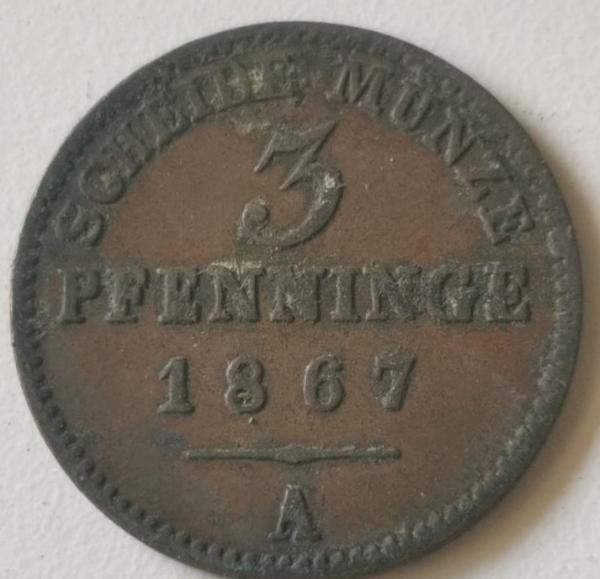 SCHEIDE MÜNZE
3
PFENNINGE
1867
A